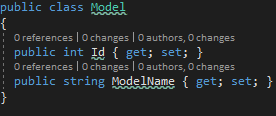 public class Model
{
0 references | 0 changes | 0 authors, 0 changes
public int Id { get; set; }
0 references | 0 changes | 0 authors, 0 changes
public string ModelName { get; set; }
}